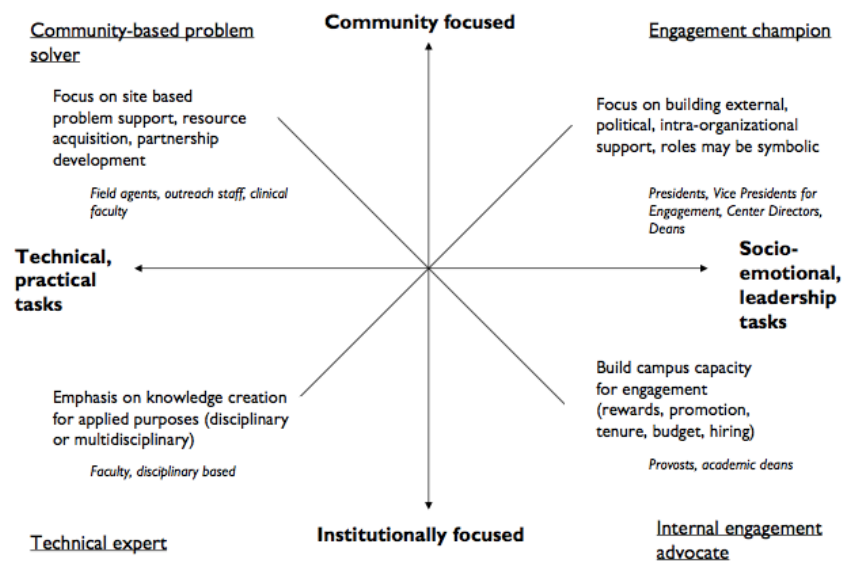 Community focused
Community-based problem
solver
Engagement champion
Focus on site based
problem support, resource
acquisition, partnership
development
Field agents, outreach staff, clinical
faculty
Focus on building external,
political, intra-organizational
support, roles may be symbolic
Presidents, Vice Presidents for
Engagement, Center Directors,
Deans
Technical,
practical
tasks
Socio-
emotional,
leadership
tasks
Emphasis on knowledge creation
for applied purposes (disciplinary
or multidisciplinary)
Faculty, disciplinary based
Build campus capacity
for engagement
(rewards, promotion,
tenure, budget, hiring)
Provosts, academic deans
Technical expert
Institutionally focused
Internal engagement
advocate